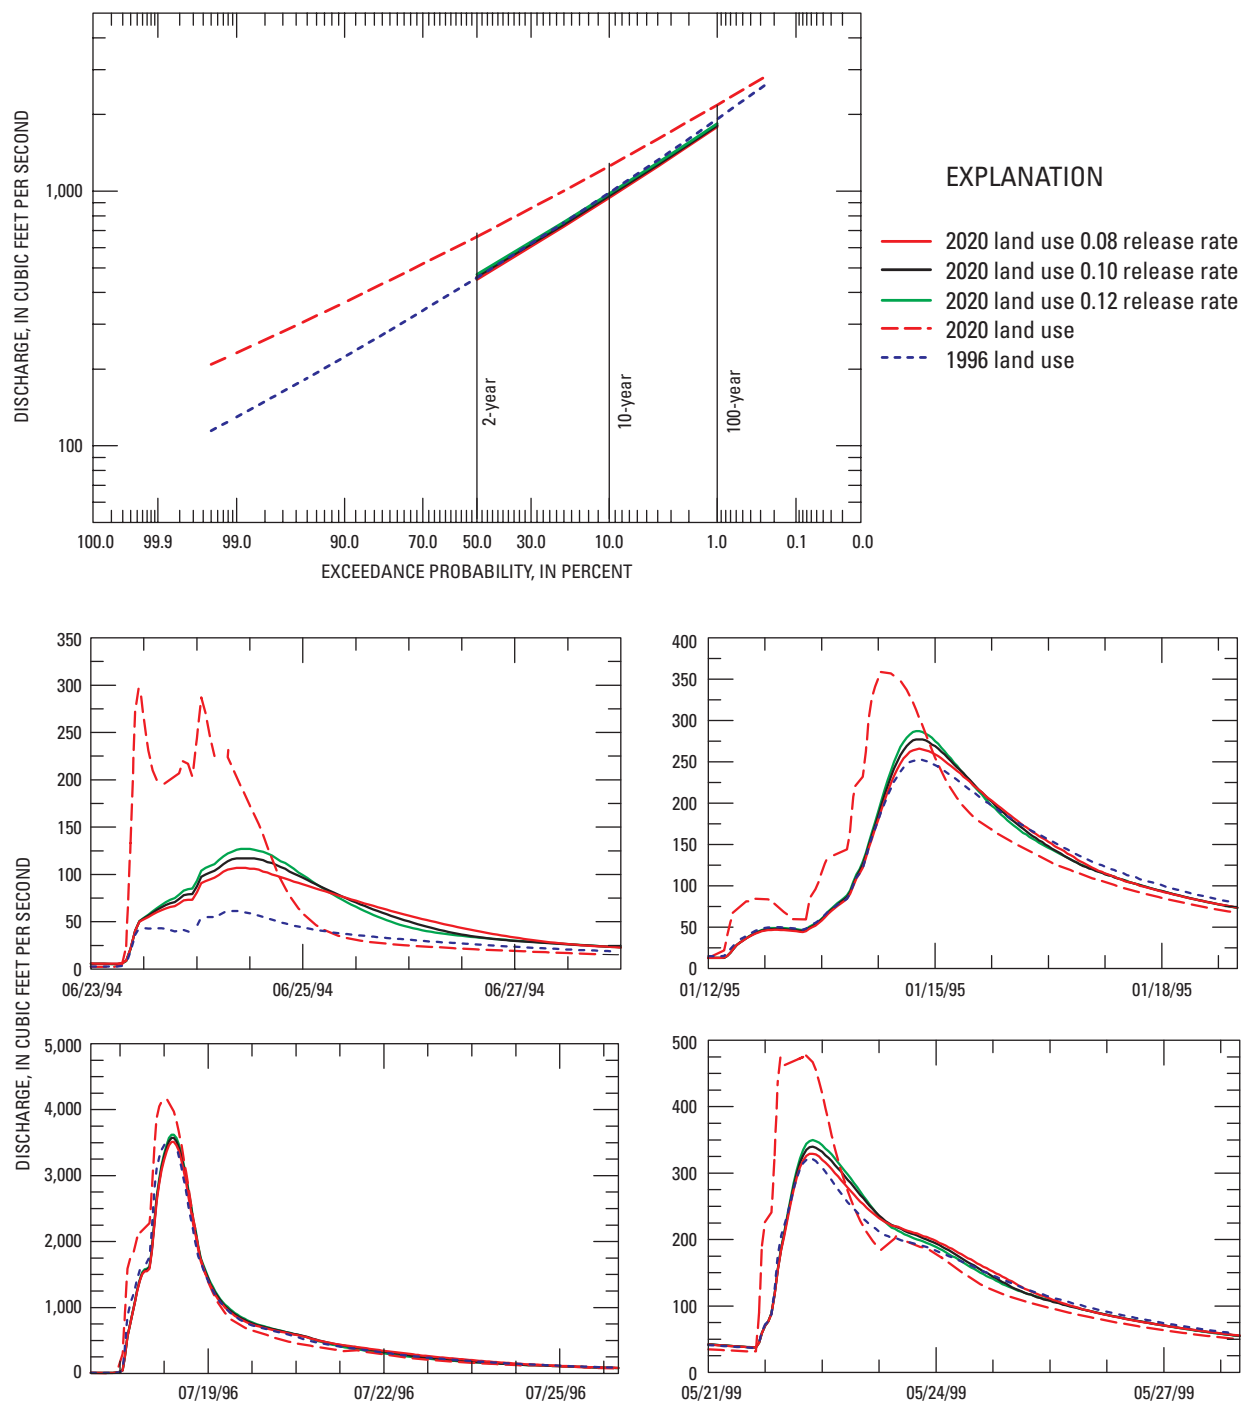 DISCHARGE, IN CUBIC FEET PER SECOND
1,000
100
2-year
10-year
100-year
100.0 99.9 99.0 90.0 70.0 50.0 30.0 10.0 1.0 0.1 0.0
EXCEEDANCE PROBABILITY, IN PERCENT
EXPLANATION
2020 land use 0.08 release rate
2020 land use 0.10 release rate
2020 land use 0.12 release rate
2020 land use
1996 land use
DISCHARGE, IN CUBIC FEET PER SECOND
350
300
250
200
150
100
50
0
06/23/94 06/25/94 06/27/94
400
350
300
250
200
150
100
50
0
01/12/95 01/15/95 01/18/95
5,000
4,000
3,000
2,000
1,000
0
07/19/96 07/22/96 07/25/96
500
400
300
200
100
0
05/21/99 05/24/99 05/27/99